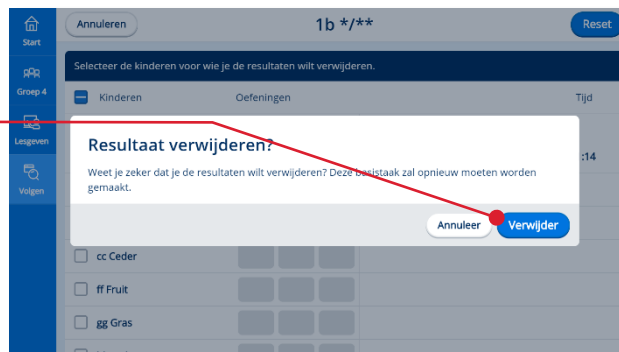 Start
Groep 4
Lesgeven
Volgen
Annuleren
1b */**
Reset
Selecteer de kinderen voor wie je de resultaten wilt verwijderen.
Kinderen
Oefeningen
Tijd
:14
Resultaat verwijderen?
Weet je zeker dat je de resultaten wilt verwijderen? Deze basistaak zal opnieuw moeten worden
gemaakt.
Annuleer
Verwijder
cc Ceder
ff Fruit
gg Gras